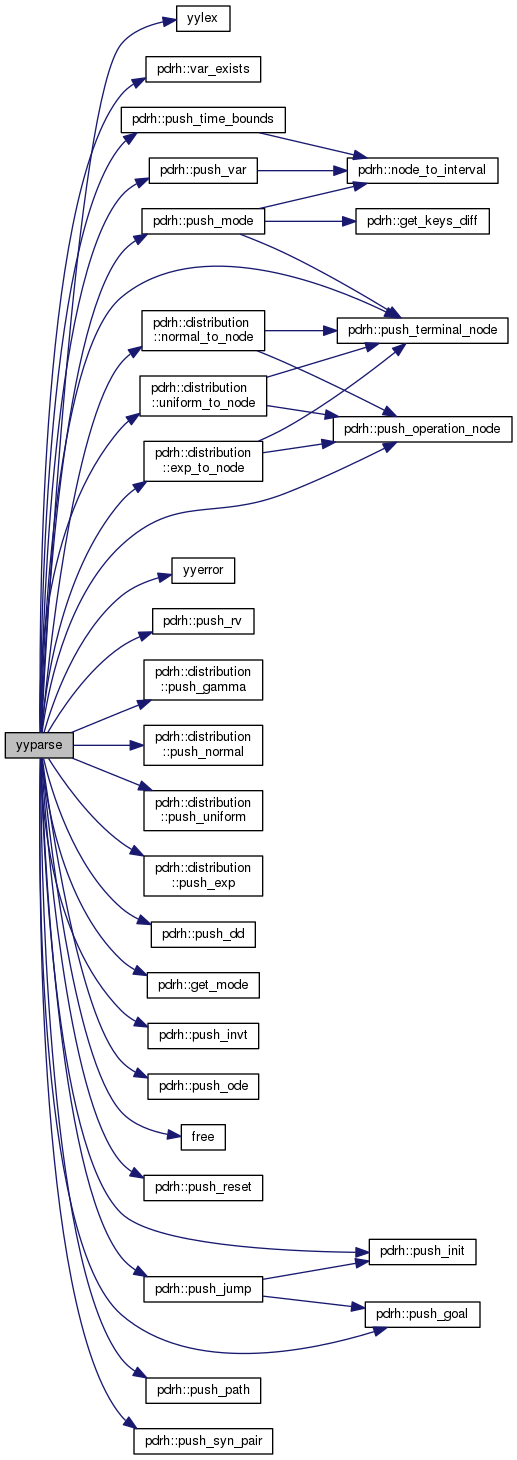 yylex
pdrh::var_exists
pdrh::push_time_bounds
pdrh::push_var
pdrh::node_to_interval
pdrh::push_mode
pdrh::get_keys_diff
pdrh::distribution
::normal_to_node
pdrh::push_terminal_node
pdrh::distribution
::uniform_to_node
pdrh::push_operation_node
pdrh::distribution
::exp_to_node
yyerror
pdrh::push_rv
pdrh::distribution
::push_gamma
yyparse
pdrh::distribution
::push_normal
pdrh::distribution
::push_uniform
pdrh::distribution
::push_exp
pdrh::push_dd
pdrh::get_mode
pdrh::push_invt
pdrh::push_ode
free
pdrh::push_reset
pdrh::push_init
pdrh::push_jump
pdrh::push_goal
pdrh::push_path
pdrh::push_syn_pair